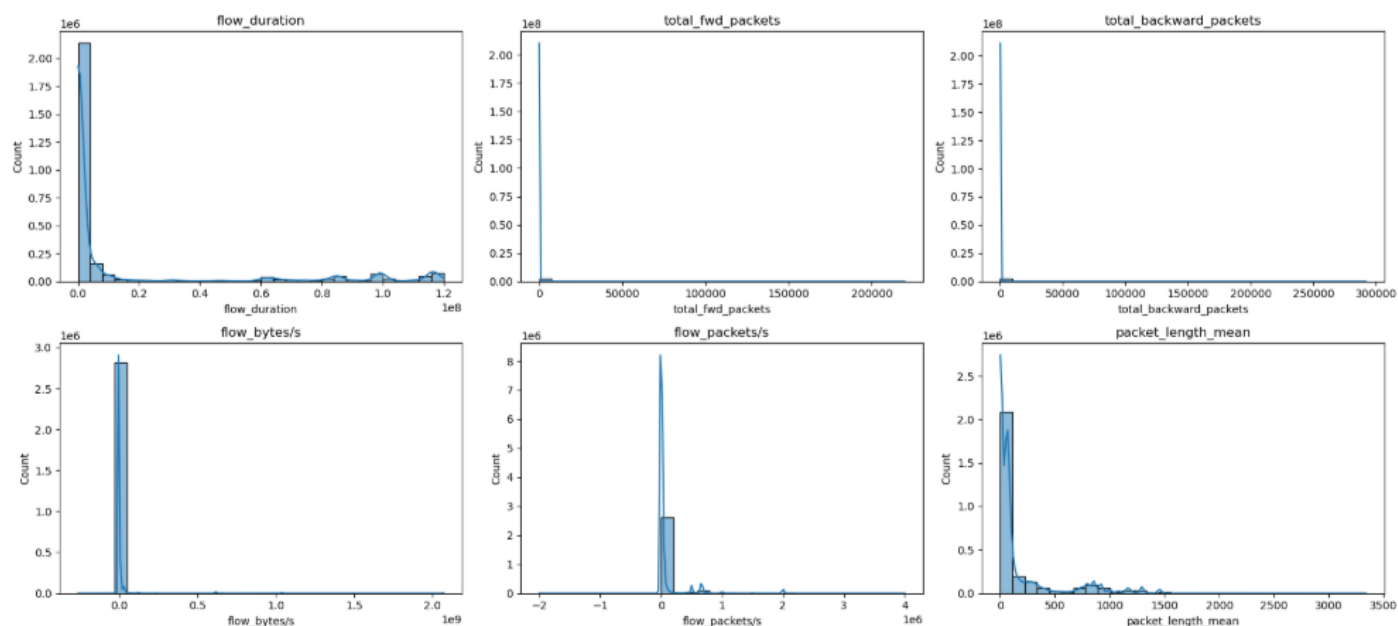 flow_duration
1e6
2.00
1.75
1.50
1.25
1.00
0.75
0.50
0.25
0.00
Count
0.0 0.2 0.4 0.6 0.8 1.0 1.2
1e8
flow_duration
total_fwd_packets
1e8
2.00
1.75
1.50
1.25
1.00
0.75
0.50
0.25
0.00
Count
0 50000 100000 150000 200000
total_fwd_packets
total_backward_packets
1e8
2.00
1.75
1.50
1.25
1.00
0.75
0.50
0.25
0.00
Count
0 50000 100000 150000 200000 250000 300000
total_backward_packets
flow_bytes/s
1e6
3.0
2.5
2.0
1.5
1.0
0.5
0.0
Count
0.0 0.5 1.0 1.5 2.0
1e9
flow_bytes/s
flow_packets/s
1e6
8
7
6
5
4
3
2
1
0
Count
−2 −1 0 1 2 3 4
1e6
flow_packets/s
packet_length_mean
1e6
2.5
2.0
1.5
1.0
0.5
0.0
Count
0 500 1000 1500 2000 2500 3000 3500
packet_length_mean